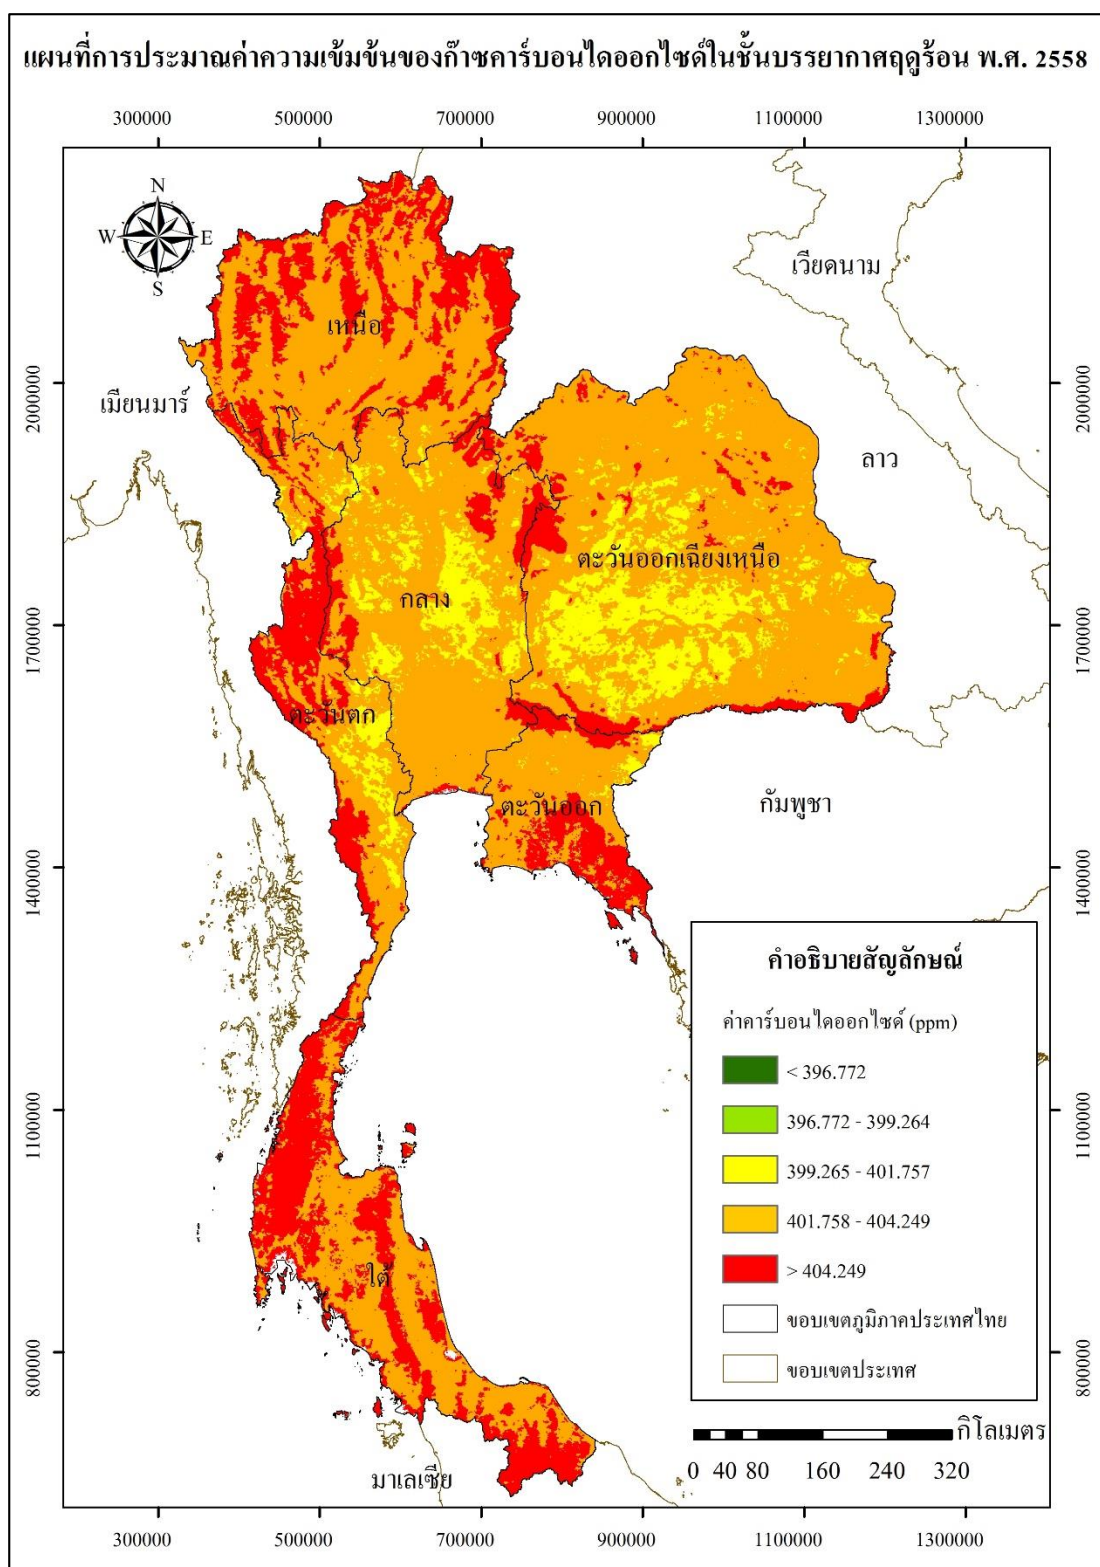 แผนที่การประมาณค่าความเข้มข้นของก๊าซคาร์บอนไดออกไซด์ในชั้นบรรยากาศฤดูร้อน พ.ศ. 2558
300000 500000 700000 900000 1100000 1300000
N
W E
S
เวียดนาม
เหนือ
2000000 2000000
เมียนมาร์
ลาว
ตะวันออกเฉียงเหนือ
กลาง
1700000 1700000
ตะวันตก
ตะวันออก
กัมพูชา
1400000 1400000
คำอธิบายสัญลักษณ์
ค่าคาร์บอนไดออกไซด์ (ppm)
< 396.772
396.772 - 399.264
399.265 - 401.757
401.758 - 404.249
> 404.249
ขอบเขตภูมิภาคประเทศไทย
ขอบเขตประเทศ
1100000 1100000
ใต้
800000 800000
กิโลเมตร
0 40 80 160 240 320
มาเลเซีย
300000 500000 700000 900000 1100000 1300000